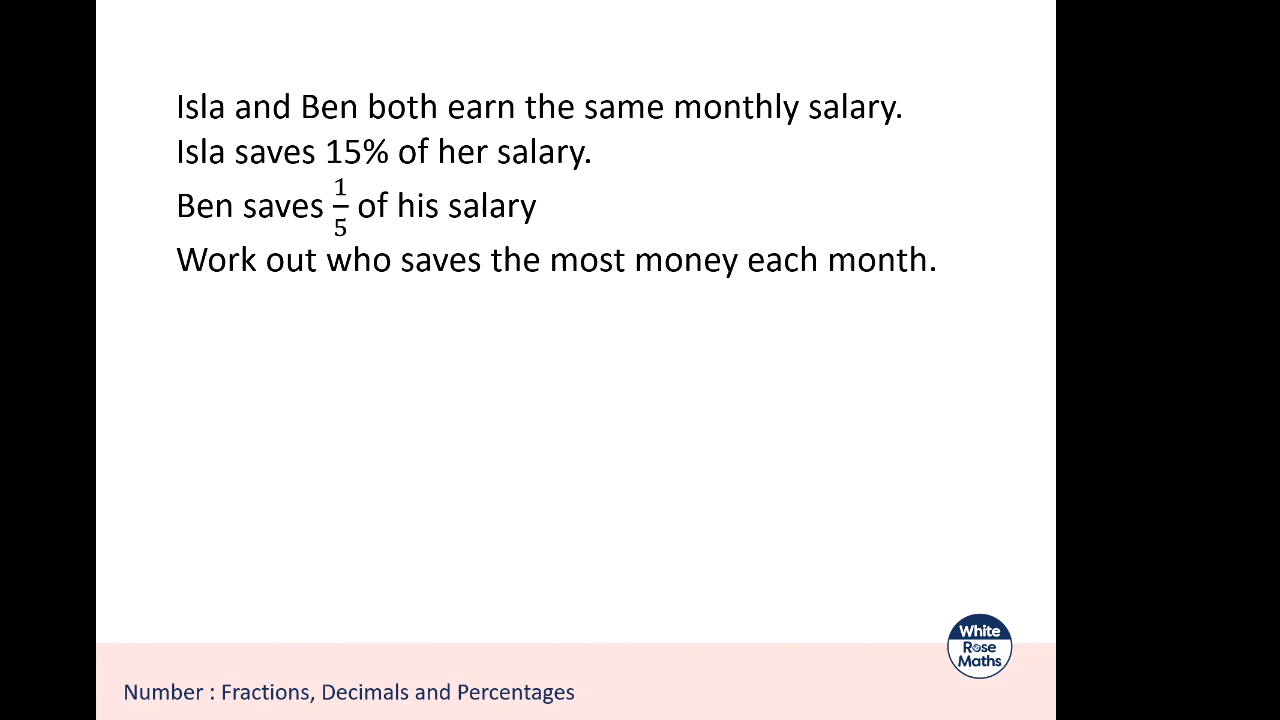 Isla and Ben both earn the same monthly salary.
Isla saves 15% of her salary.
Ben saves 1/5 of his salary
Work out who saves the most money each month.
White
Rose
Maths
Number : Fractions, Decimals and Percentages